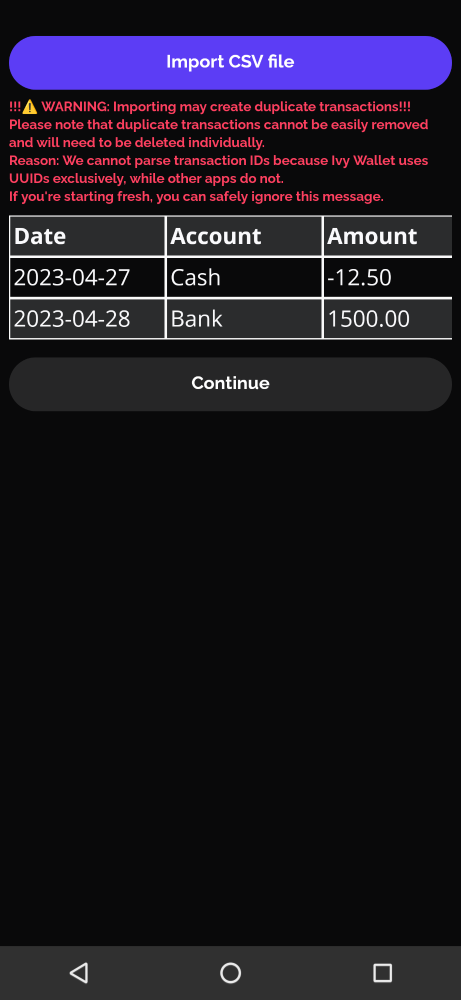 Import CSV file
!!!⚠️ WARNING: Importing may create duplicate transactions!!!
Please note that duplicate transactions cannot be easily removed
and will need to be deleted individually.
Reason: We cannot parse transaction IDs because Ivy Wallet uses
UUIDs exclusively, while other apps do not.
If you're starting fresh, you can safely ignore this message.
Date Account Amount
2023-04-27 Cash -12.50
2023-04-28 Bank 1500.00
Continue